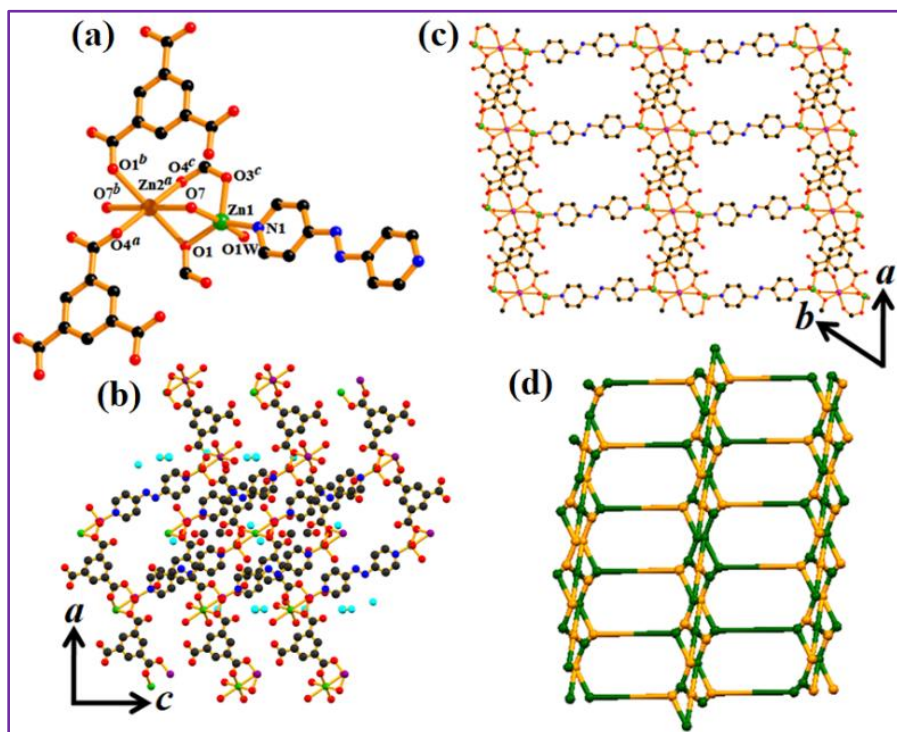 (a)
O1b
O4c
O3c
Zn2a
O7b
O7
Zn1
N1
O4a
O1
O1W
(b)
a
c
(c)
a
b
(d)